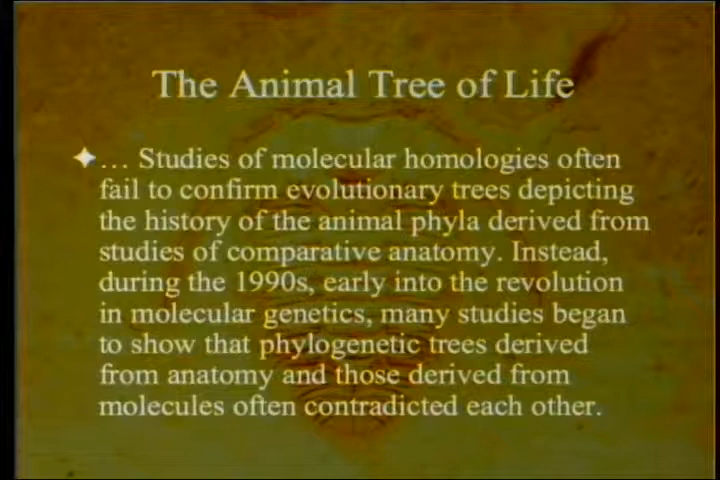 The Animal Tree of Life
… Studies of molecular homologies often
fail to confirm evolutionary trees depicting
the history of the animal phyla derived from
studies of comparative anatomy. Instead,
during the 1990s, early into the revolution
in molecular genetics, many studies began
to show that phylogenetic trees derived
from anatomy and those derived from
molecules often contradicted each other.